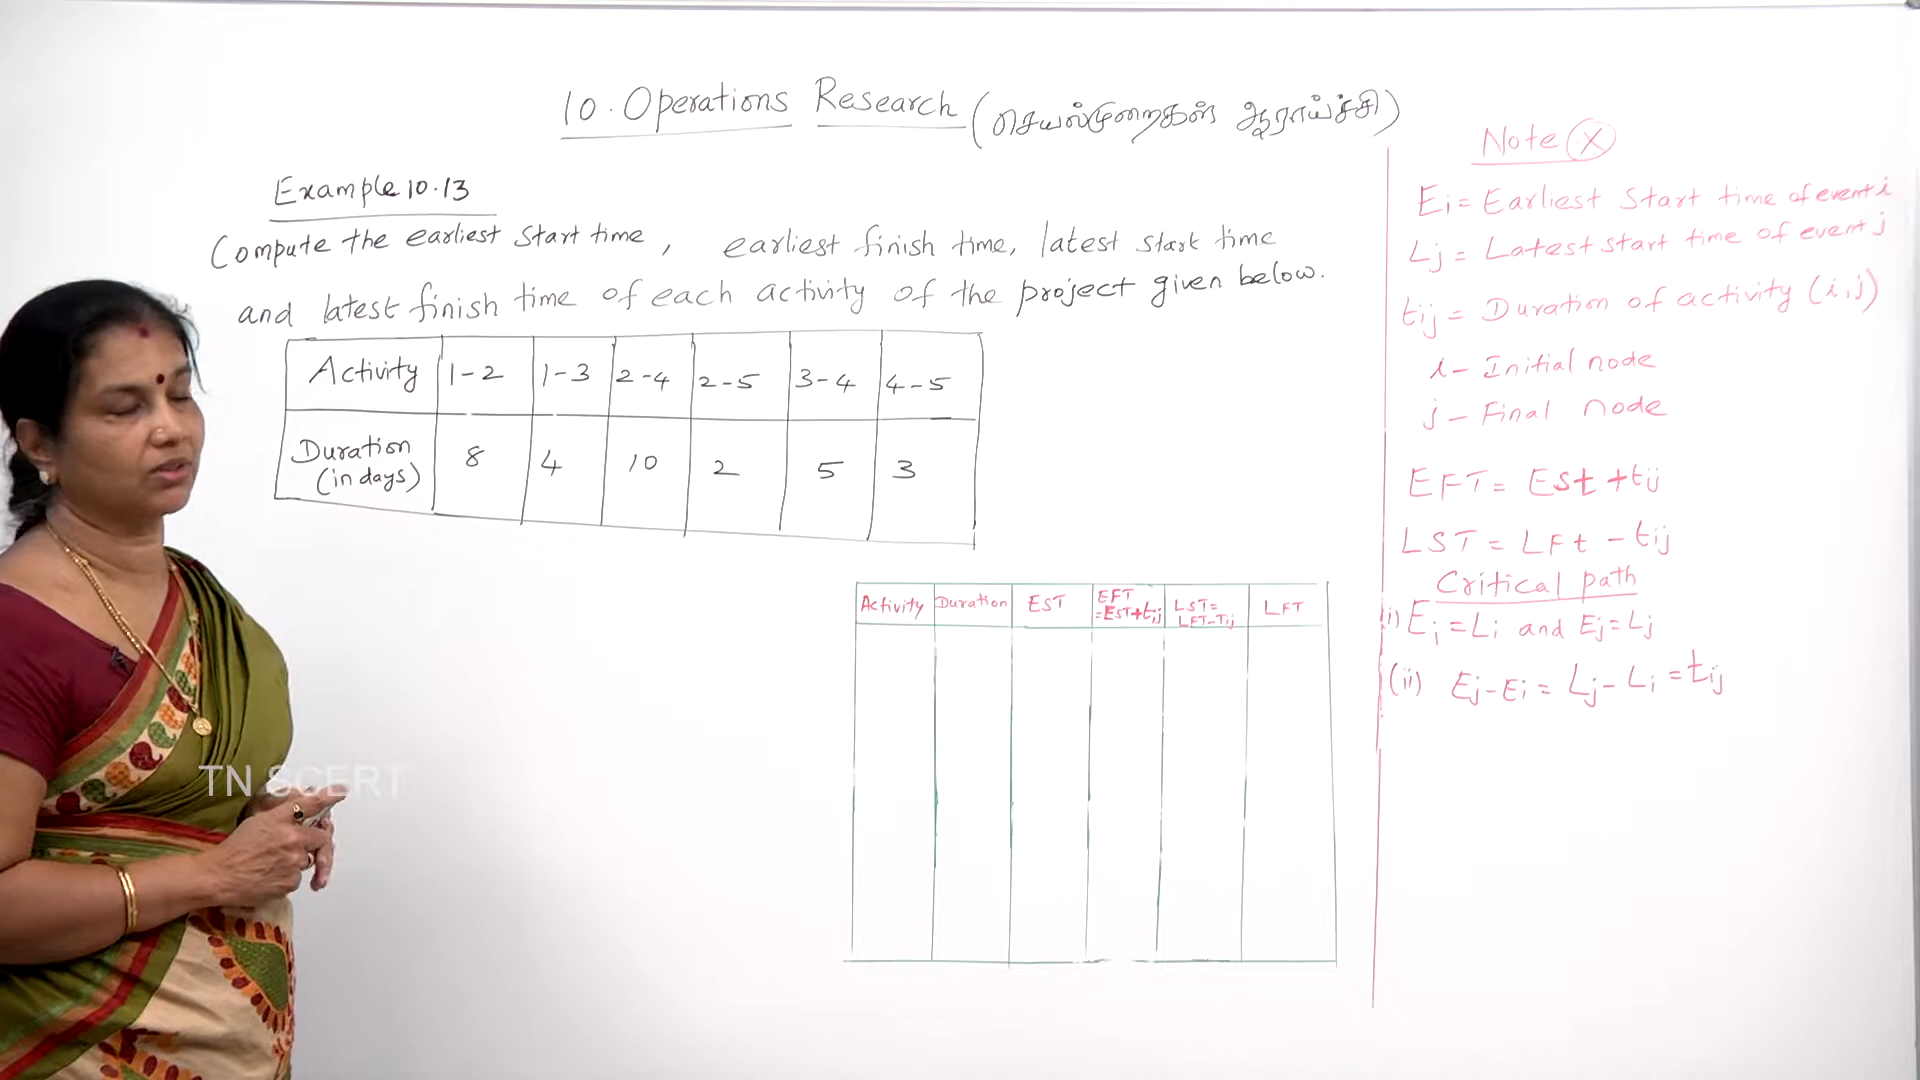 10. Operations Research (செயல்முறைகள் ஆராய்ச்சி)
Example 10.13
Compute the earliest start time, earliest finish time, latest start time
and latest finish time of each activity of the project given below.
Activity 1-2 1-3 2-4 2-5 3-4 4-5
Duration (in days) 8 4 10 2 5 3
Activity Duration EST EFT =EST+tij LST= LFT-Tij LFT
Note X
Ei = Earliest Start time of event i
Lj = Latest start time of event j
tij = Duration of activity (i,j)
i - Initial node
j - Final node
EFT = Est + tij
LST = LFt - tij
Critical path
i) Ei = Li and Ej = Lj
(ii) Ej - Ei = Lj - Li = tij
TN SCERT